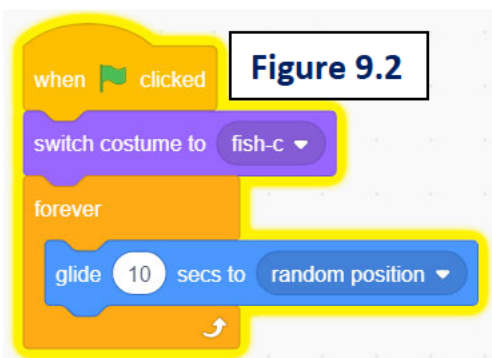 Figure 9.2
when clicked
switch costume to fish-c
forever
glide 10 secs to random position